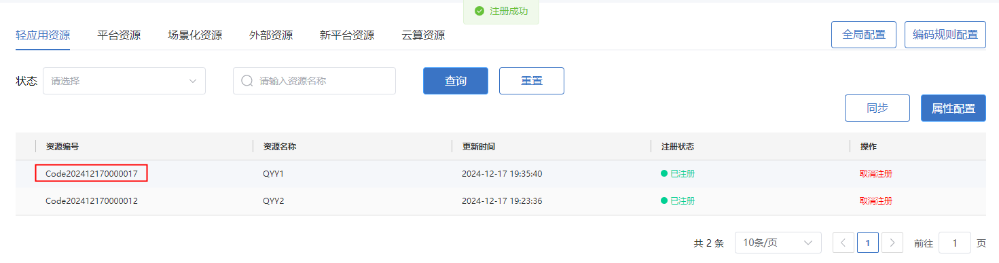 注册成功
轻应用资源 平台资源 场景化资源 外部资源 新平台资源 云算资源 全局配置 编码规则配置
状态 请选择 请输入资源名称 查询 重置
同步 属性配置
资源编号 资源名称 更新时间 注册状态 操作
Code202412170000017 QYY1 2024-12-17 19:35:40 已注册 取消注册
Code202412170000012 QYY2 2024-12-17 19:23:36 已注册 取消注册
共 2 条 10条/页 1 前往 1 页